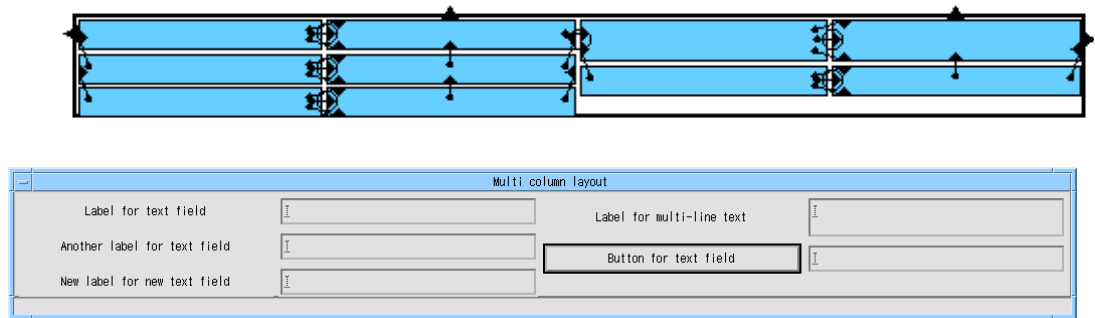 Multi column layout
Label for text field
Another label for text field
New label for new text field
Label for multi-line text
Button for text field